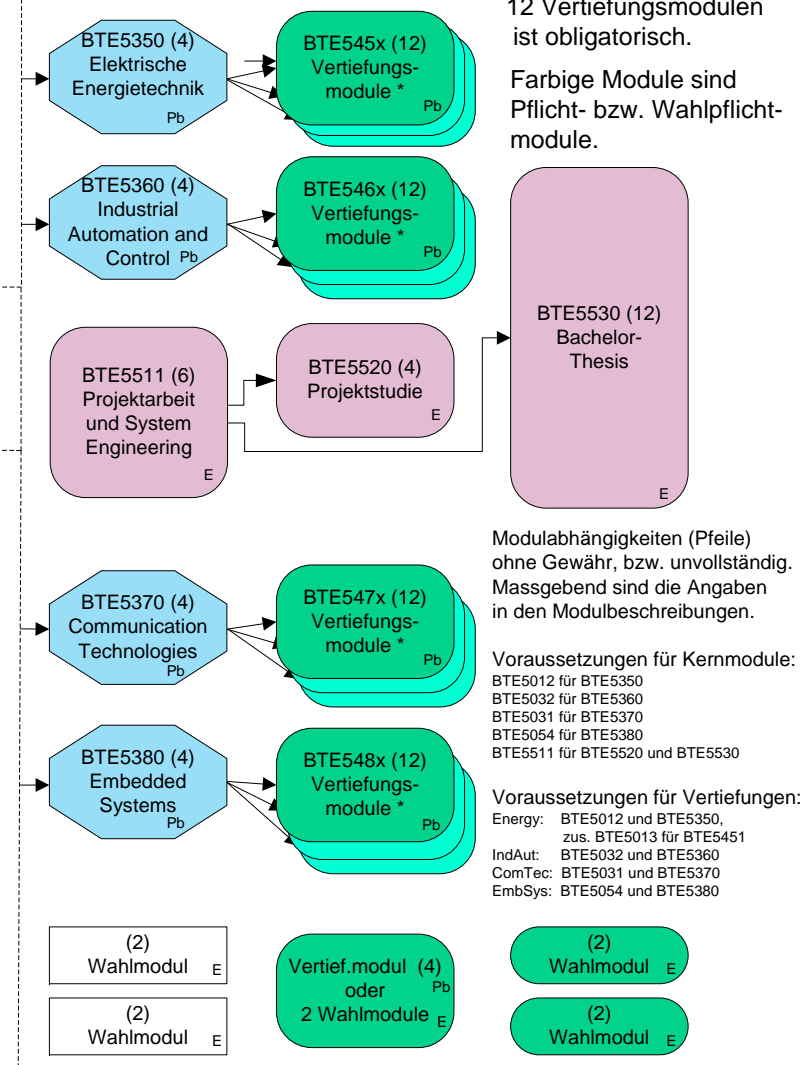 12 Vertiefungsmodulen
ist obligatorisch.
Farbige Module sind
Pflicht- bzw. Wahlpflicht-
module.
BTE5350 (4)
Elektrische
Energietechnik
Pb
BTE545x (12)
Vertiefungs-
module *
Pb
BTE5360 (4)
Industrial
Automation and
Control Pb
BTE546x (12)
Vertiefungs-
module *
Pb
BTE5511 (6)
Projektarbeit
und System
Engineering
E
BTE5520 (4)
Projektstudie
E
BTE5530 (12)
Bachelor-
Thesis
E
Modulabhängigkeiten (Pfeile)
ohne Gewähr, bzw. unvollständig.
Massgebend sind die Angaben
in den Modulbeschreibungen.
BTE5370 (4)
Communication
Technologies
Pb
BTE547x (12)
Vertiefungs-
module *
Pb
Voraussetzungen für Kernmodule:
BTE5012 für BTE5350
BTE5032 für BTE5360
BTE5031 für BTE5370
BTE5054 für BTE5380
BTE5511 für BTE5520 und BTE5530
BTE5380 (4)
Embedded
Systems
Pb
BTE548x (12)
Vertiefungs-
module *
Pb
Voraussetzungen für Vertiefungen:
Energy: BTE5012 und BTE5350,
zus. BTE5013 für BTE5451
IndAut: BTE5032 und BTE5360
ComTec: BTE5031 und BTE5370
EmbSys: BTE5054 und BTE5380
(2)
Wahlmodul E
(2)
Wahlmodul E
Vertief.modul (4)
Pb
oder
2 Wahlmodule E
(2)
Wahlmodul E
(2)
Wahlmodul E